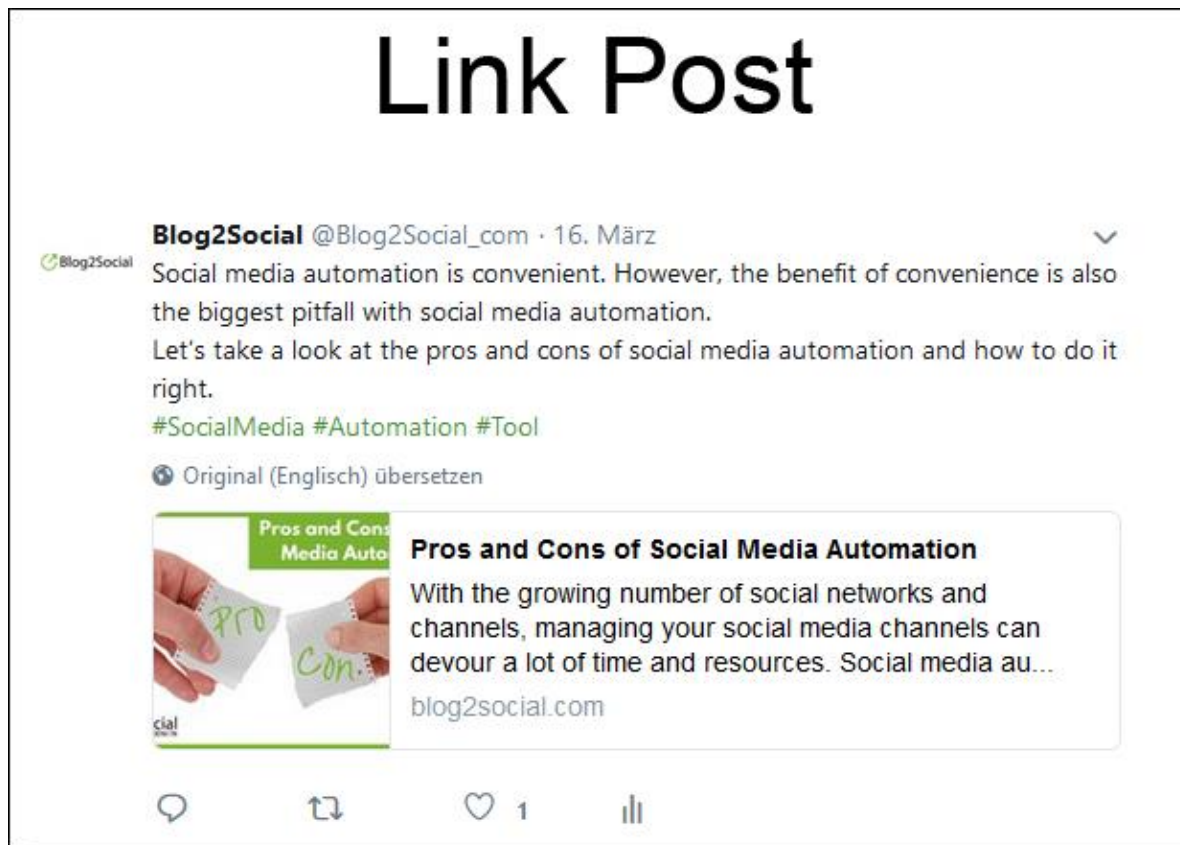 Link Post
Blog2Social @Blog2Social_com · 16. März
Blog2Social
Social media automation is convenient. However, the benefit of convenience is also
the biggest pitfall with social media automation.
Let's take a look at the pros and cons of social media automation and how to do it
right.
#SocialMedia #Automation #Tool
Original (Englisch) übersetzen
Pros and Cons
Media Auto
PRO
Con.
cial
Pros and Cons of Social Media Automation
With the growing number of social networks and
channels, managing your social media channels can
devour a lot of time and resources. Social media au...
blog2social.com
1